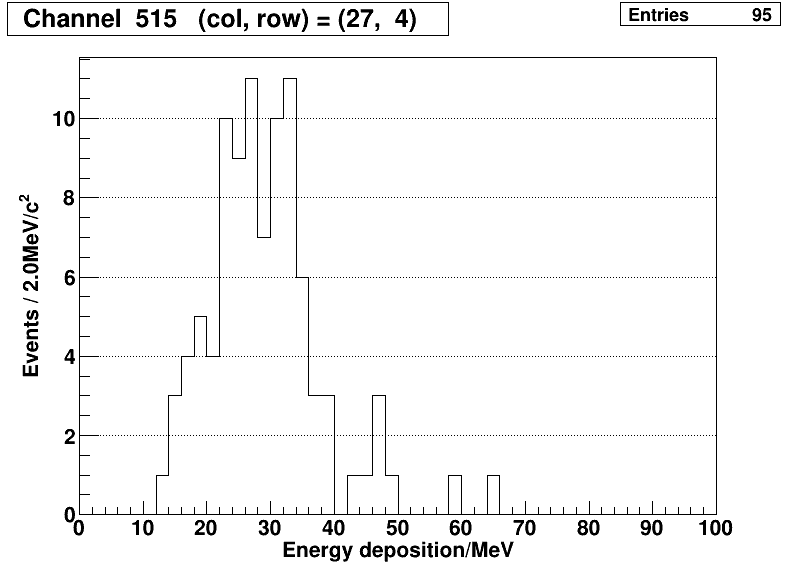 Channel 515 (col, row) = (27, 4)
Entries 95
Events / 2.0MeV/c²
10
8
6
4
2
0
0 10 20 30 40 50 60 70 80 90 100
Energy deposition/MeV